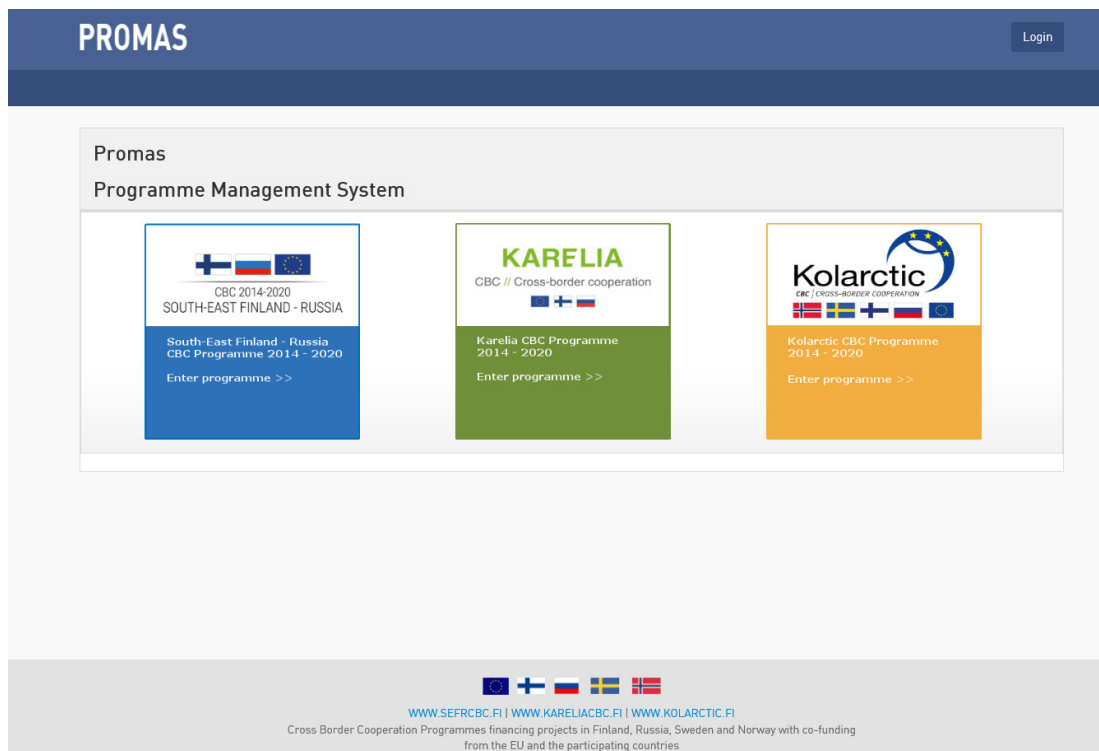 PROMAS
Login
Promas
Programme Management System
CBC 2014-2020
SOUTH-EAST FINLAND - RUSSIA
South-East Finland - Russia
CBC Programme 2014 - 2020
Enter programme >>
KARELIA
CBC // Cross-border cooperation
Karelia CBC Programme
2014 - 2020
Enter programme >>
Kolarctic
CBC / CROSS-BORDER COOPERATION
Kolarctic CBC Programme
2014 - 2020
Enter programme >>
WWW.SEFRCBC.FI | WWW.KARELIACBC.FI | WWW.KOLARCTIC.FI
Cross Border Cooperation Programmes financing projects in Finland, Russia, Sweden and Norway with co-funding
from the EU and the participating countries